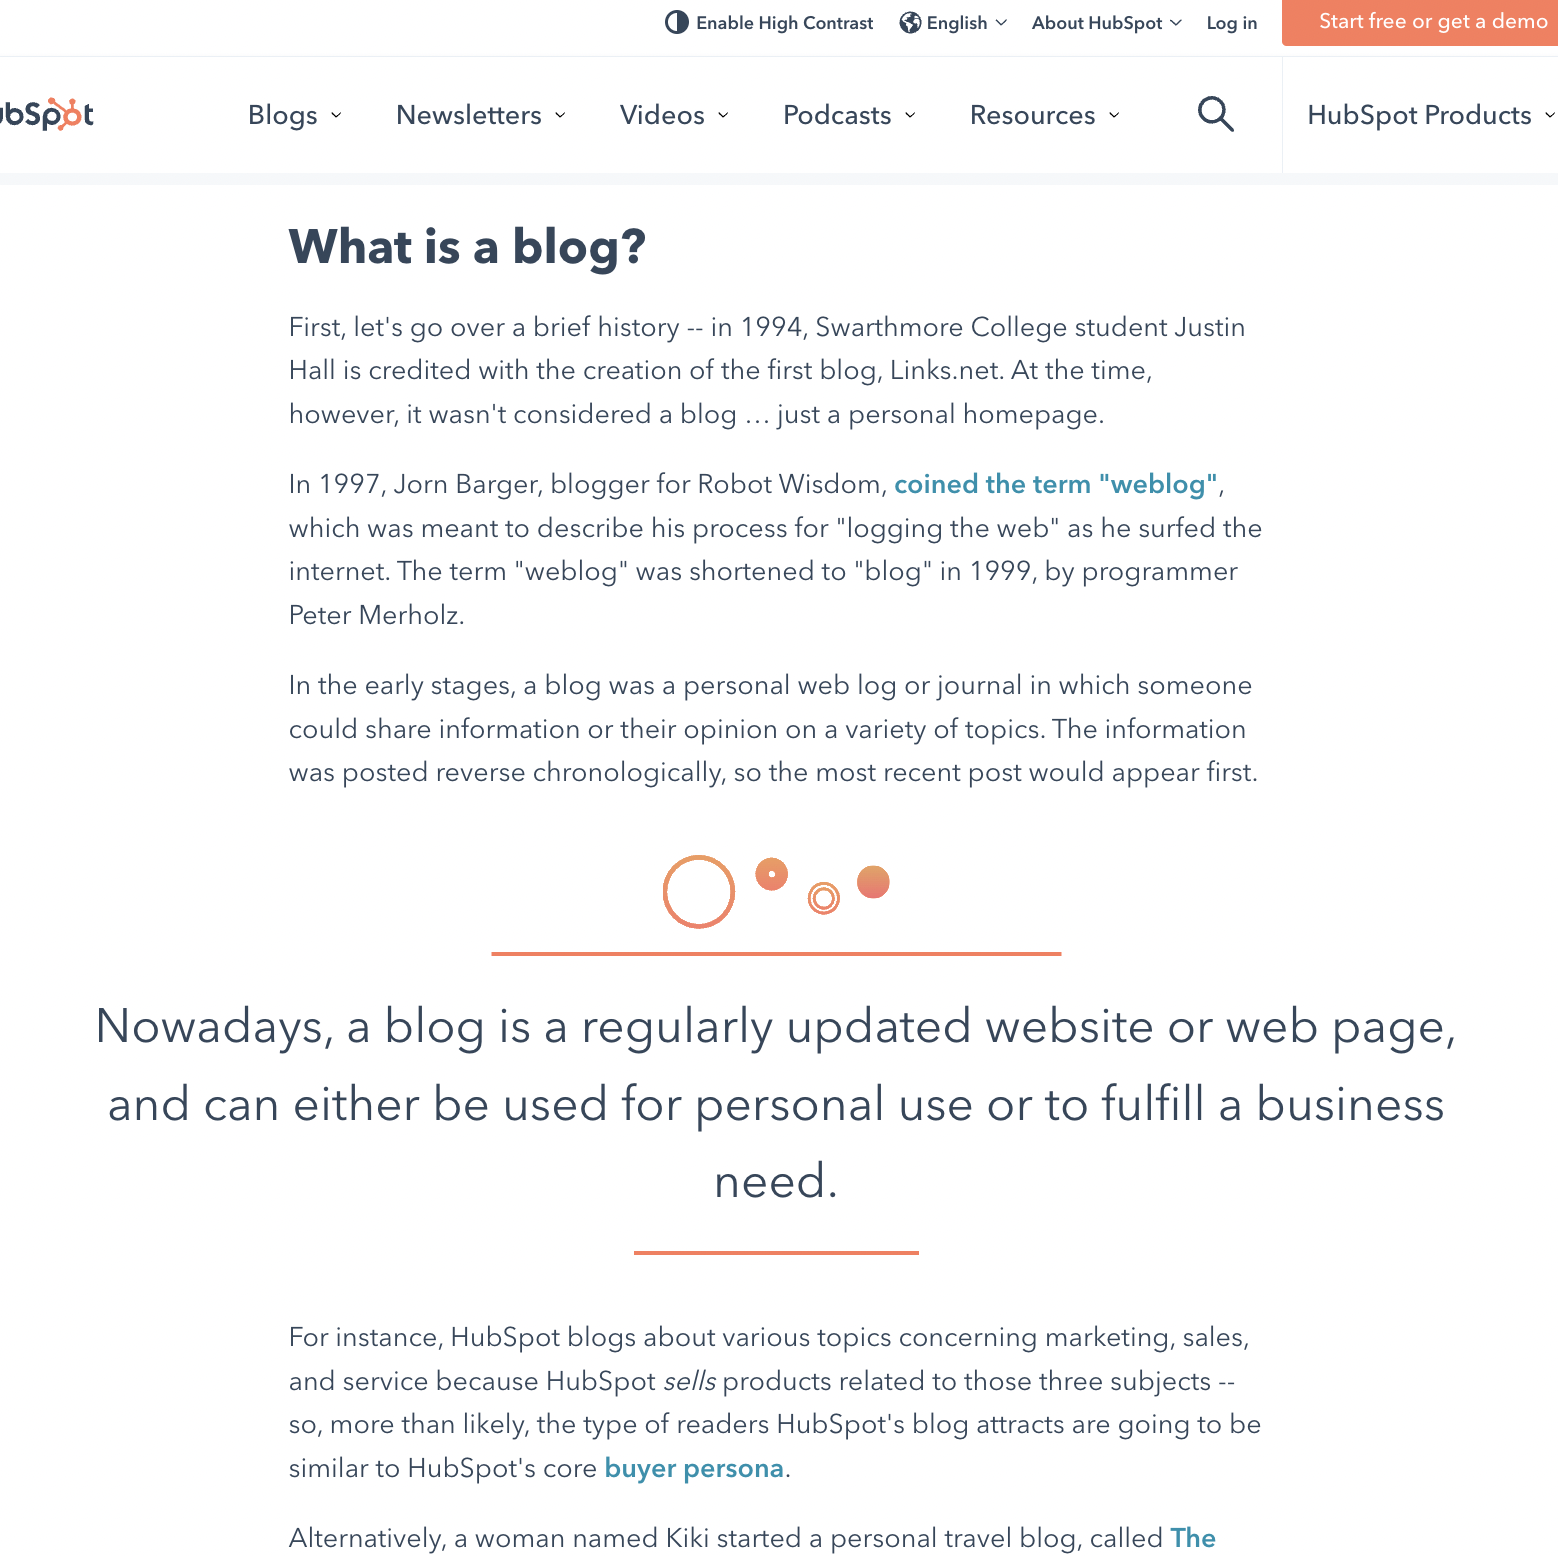 Enable High Contrast English About HubSpot Log in Start free or get a demo
ubSpot Blogs Newsletters Videos Podcasts Resources HubSpot Products
What is a blog?
First, let's go over a brief history -- in 1994, Swarthmore College student Justin
Hall is credited with the creation of the first blog, Links.net. At the time,
however, it wasn't considered a blog … just a personal homepage.
In 1997, Jorn Barger, blogger for Robot Wisdom, coined the term "weblog",
which was meant to describe his process for "logging the web" as he surfed the
internet. The term "weblog" was shortened to "blog" in 1999, by programmer
Peter Merholz.
In the early stages, a blog was a personal web log or journal in which someone
could share information or their opinion on a variety of topics. The information
was posted reverse chronologically, so the most recent post would appear first.
Nowadays, a blog is a regularly updated website or web page,
and can either be used for personal use or to fulfill a business
need.
For instance, HubSpot blogs about various topics concerning marketing, sales,
and service because HubSpot sells products related to those three subjects --
so, more than likely, the type of readers HubSpot's blog attracts are going to be
similar to HubSpot's core buyer persona.
Alternatively, a woman named Kiki started a personal travel blog, called The